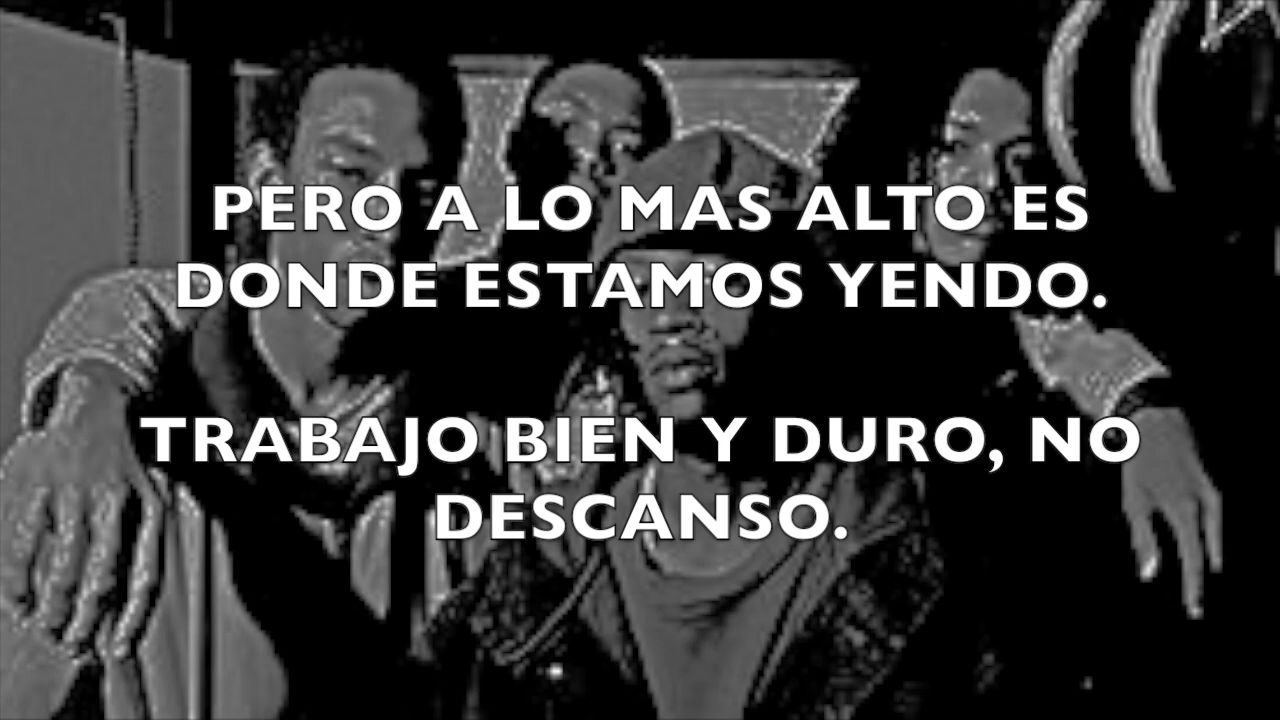 PERO A LO MAS ALTO ES
DONDE ESTAMOS YENDO.
TRABAJO BIEN Y DURO, NO
DESCANSO.